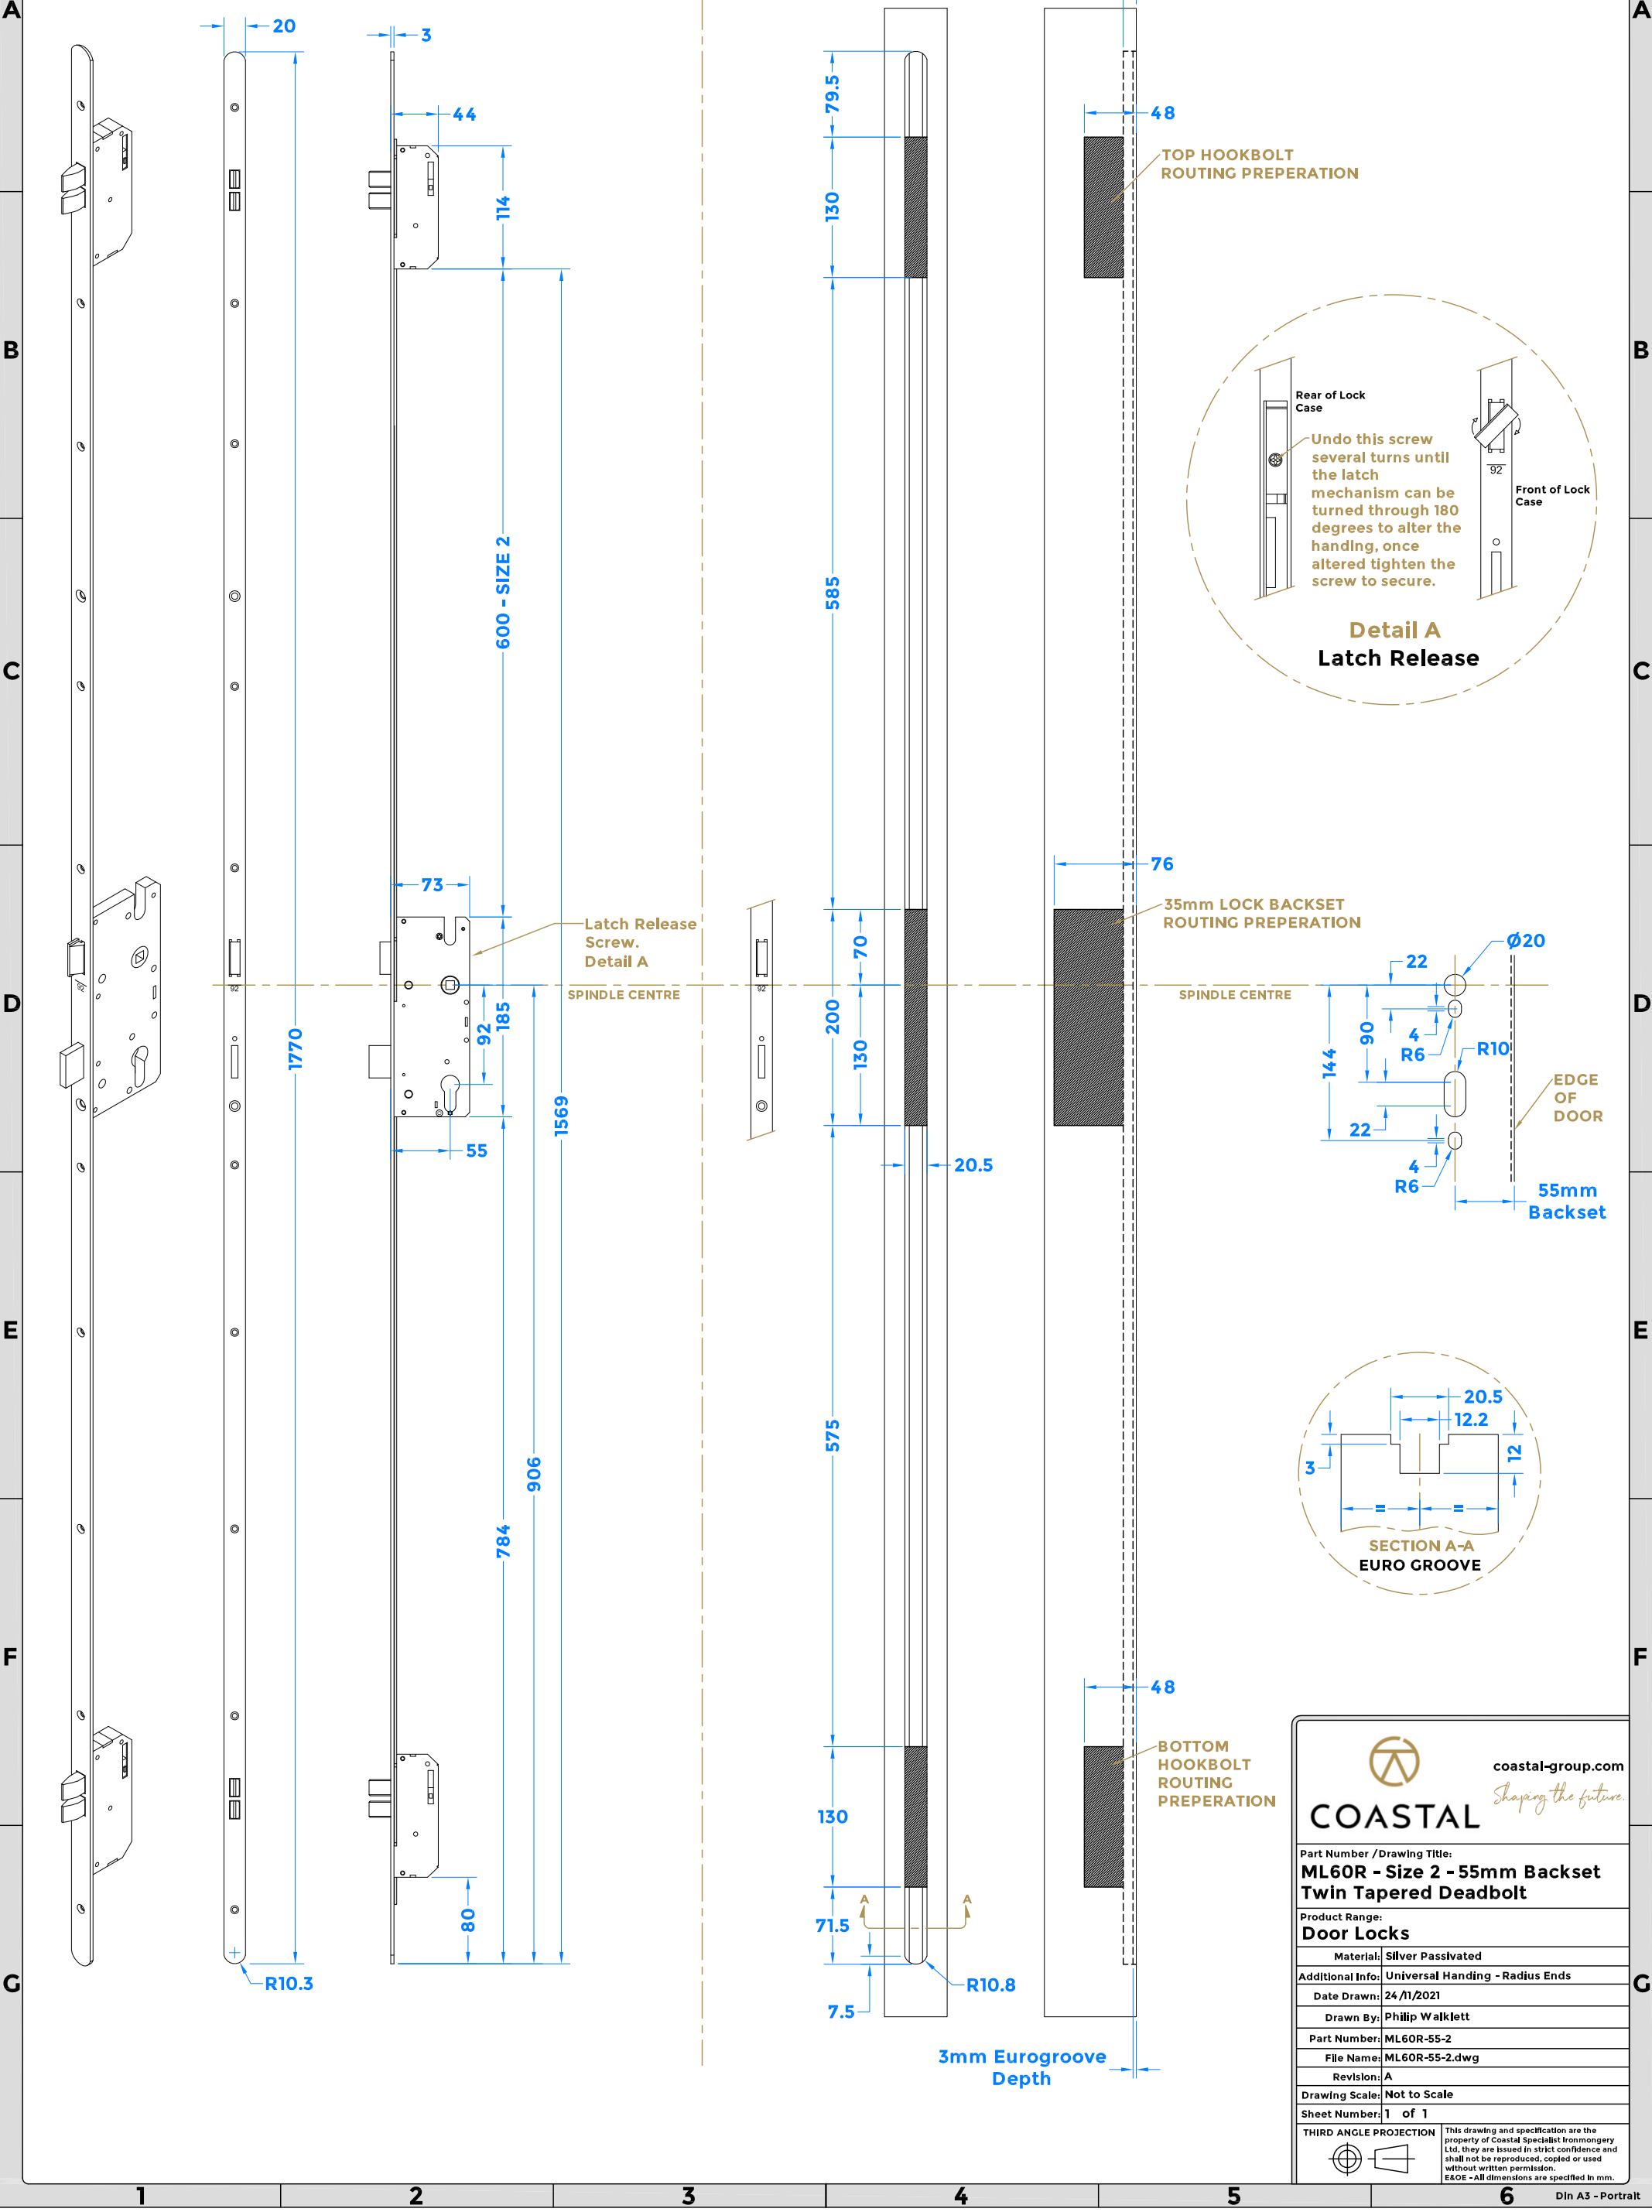 A
A
20
3
44
79.5
48
TOP HOOKBOLT
ROUTING PREPERATION
114
130
B
B
Rear of Lock
Case
Undo this screw
several turns until
the latch
mechanism can be
turned through 180
degrees to alter the
handing, once
altered tighten the
screw to secure.
92
Front of Lock
Case
600 - SIZE 2
585
Detail A
Latch Release
C
C
76
73
35mm LOCK BACKSET
ROUTING PREPERATION
Latch Release
Screw.
Detail A
70
Ø20
22
92
92
92
SPINDLE CENTRE
SPINDLE CENTRE
D
D
1770
92
185
200
130
4
R6
90
R10
144
EDGE
OF
DOOR
22
4
R6
1569
55
20.5
55mm
Backset
E
E
20.5
12.2
3
12
=
=
SECTION A-A
EURO GROOVE
575
906
784
F
F
48
BOTTOM
HOOKBOLT
ROUTING
PREPERATION
130
80
A
A
71.5
R10.3
R10.8
7.5
G
G
3mm Eurogroove
Depth
COASTAL
coastal-group.com
Shaping the future.
Part Number / Drawing Title:
ML60R - Size 2 - 55mm Backset
Twin Tapered Deadbolt
Product Range:
Door Locks
Material: Silver Passivated
Additional Info: Universal Handing - Radius Ends
Date Drawn: 24/11/2021
Drawn By: Philip Walklett
Part Number: ML60R-55-2
File Name: ML60R-55-2.dwg
Revision: A
Drawing Scale: Not to Scale
Sheet Number: 1 of 1
THIRD ANGLE PROJECTION
This drawing and specification are the
property of Coastal Specialist Ironmongery
Ltd, they are issued in strict confidence and
shall not be reproduced, copied or used
without written permission.
E&OE - All dimensions are specified in mm.
1
2
3
4
5
6
Din A3 - Portrait